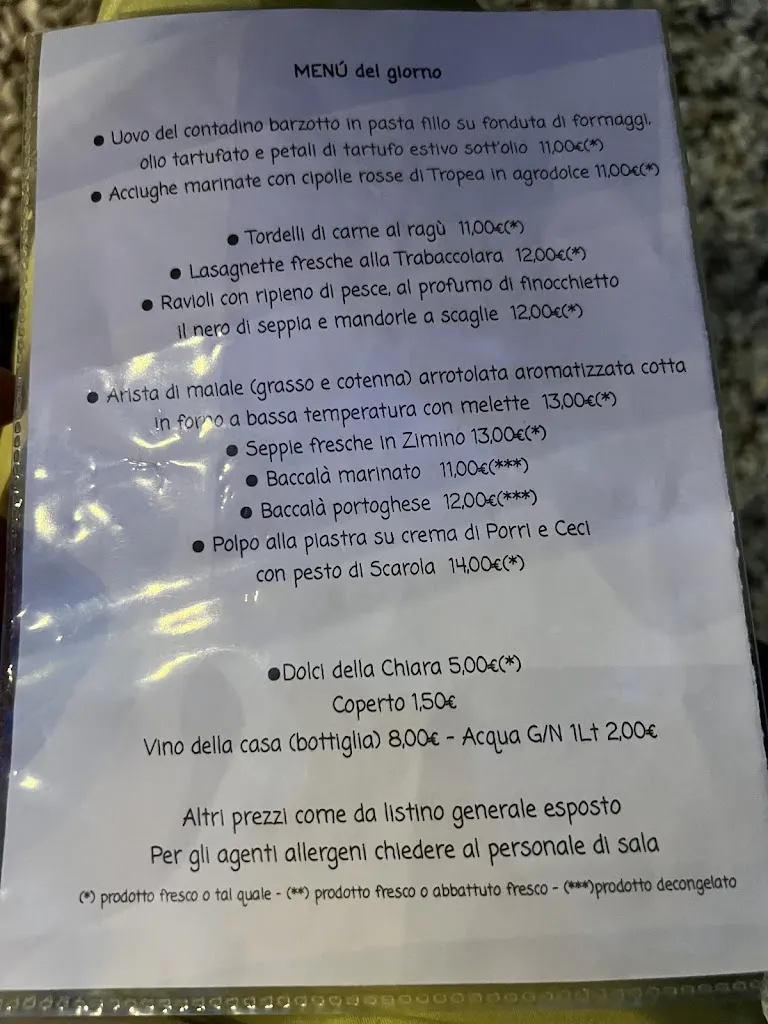 MENÚ del giorno
● Uovo del contadino barzotto in pasta fillo su fonduta di formaggi,
olio tartufato e petali di tartufo estivo sott'olio 11,00€(*)
● Acciughe marinate con cipolle rosse di Tropea in agrodolce 11,00€(*)
● Tordelli di carne al ragù 11,00€(*)
● Lasagnette fresche alla Trabaccolara 12,00€(*)
● Ravioli con ripieno di pesce, al profumo di finocchietto
il nero di seppia e mandorle a scaglie 12,00€(*)
● Arista di maiale (grasso e cotenna) arrotolata aromatizzata cotta
in forno a bassa temperatura con melette 13,00€(*)
● Seppie fresche in Zimino 13,00€(*)
● Baccalà marinato 11,00€(***)
● Baccalà portoghese 12,00€(***)
● Polpo alla piastra su crema di Porri e Ceci
con pesto di Scarola 14,00€(*)
●Dolci della Chiara 5,00€(*)
Coperto 1,50€
Vino della casa (bottiglia) 8,00€ - Acqua G/N 1Lt 2,00€
Altri prezzi come da listino generale esposto
Per gli agenti allergeni chiedere al personale di sala
(*) prodotto fresco o tal quale - (**) prodotto fresco o abbattuto fresco - (***)prodotto decongelato